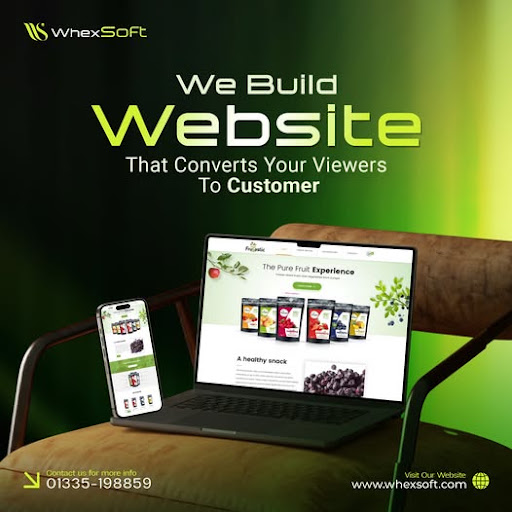 WhexSoft
We Build
Website
That Converts Your Viewers
To Customer
The Pure Fruit Experience
A healthy snack
Contact us for more info
01335-198859
Visit Our Website
www.whexsoft.com